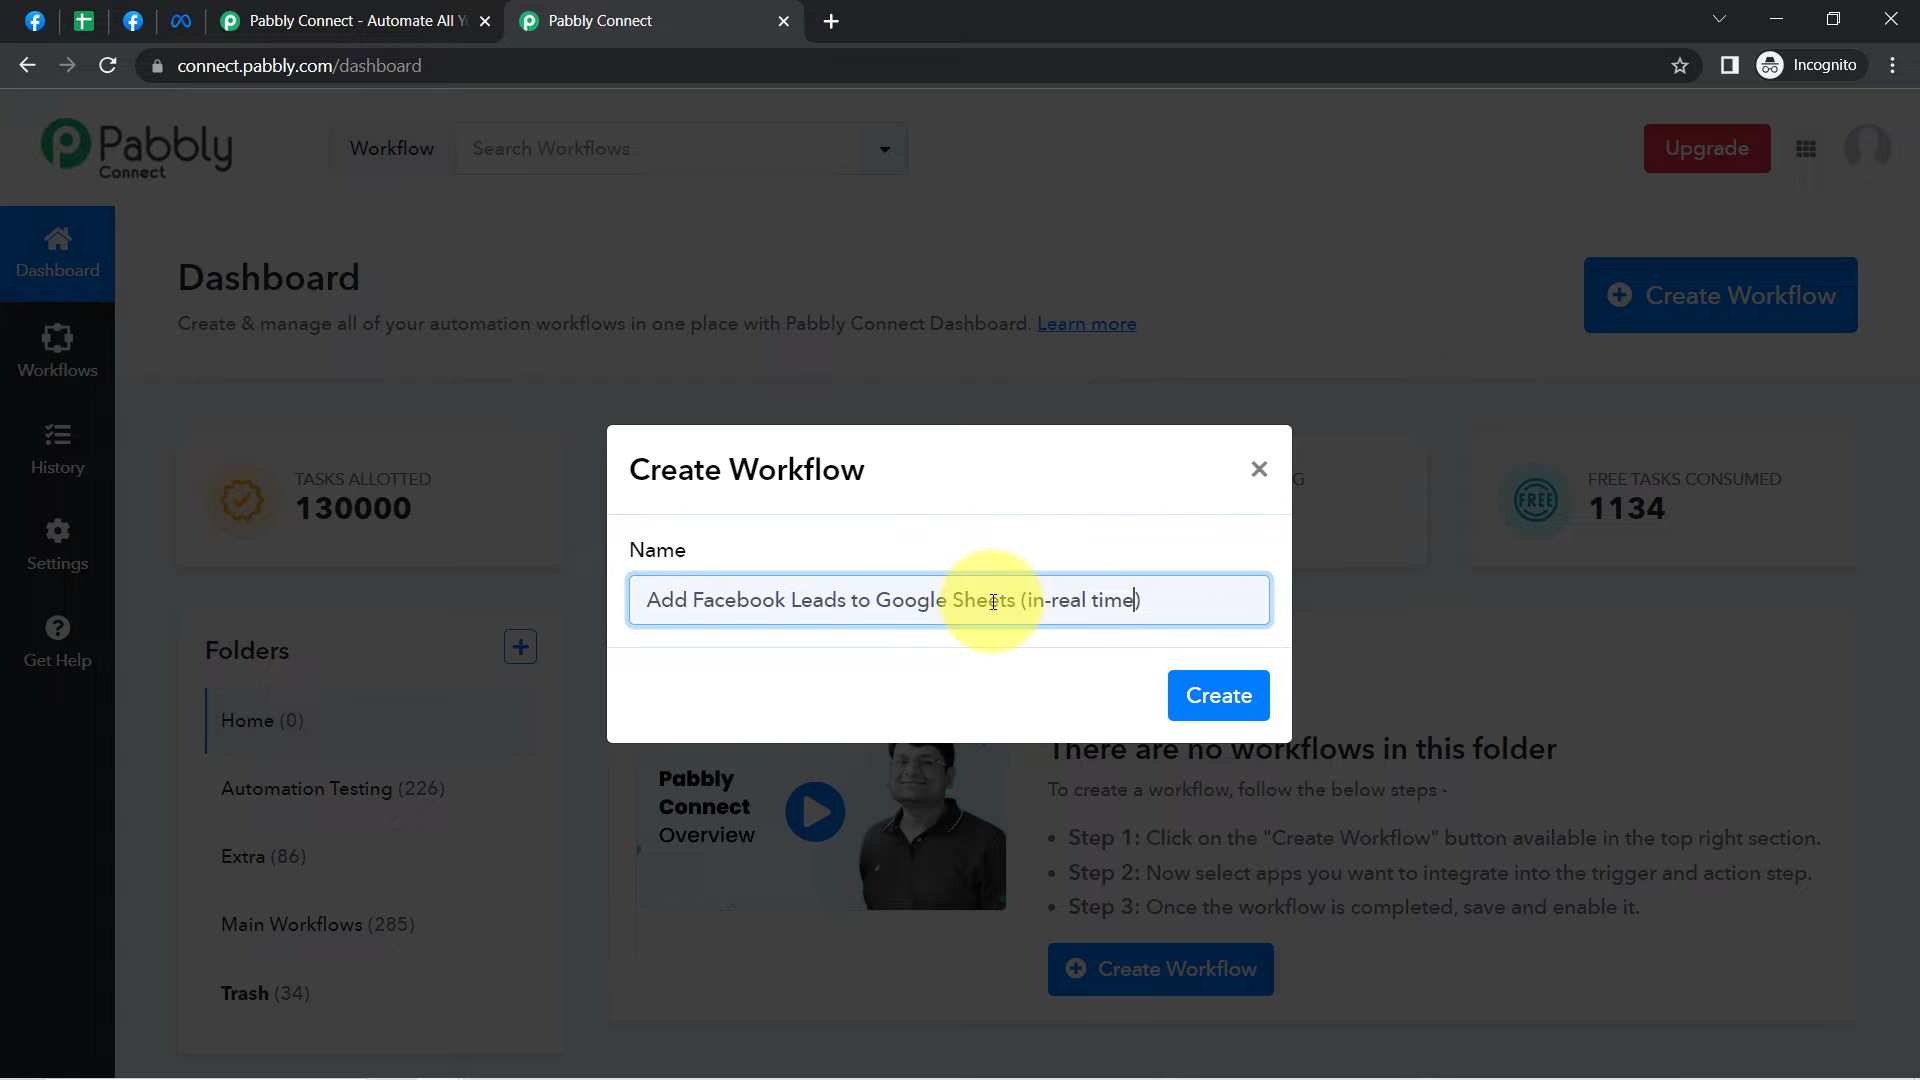 Pabbly Connect - Automate All Y
Pabbly Connect
connect.pabbly.com/dashboard
Incognito
Pabbly
Connect
Workflow
Search Workflows
Upgrade
Dashboard
Workflows
History
Settings
Get Help
Dashboard
Create & manage all of your automation workflows in one place with Pabbly Connect Dashboard. Learn more
Create Workflow
TASKS ALLOTTED
130000
G
FREE TASKS CONSUMED
FREE
1134
Create Workflow
Name
Add Facebook Leads to Google Sheets (in-real time)
Create
Folders
Home (0)
Automation Testing (226)
Extra (86)
Main Workflows (285)
Trash (34)
Pabbly
Connect
Overview
There are no workflows in this folder
To create a workflow, follow the below steps -
Step 1: Click on the "Create Workflow" button available in the top right section.
Step 2: Now select apps you want to integrate into the trigger and action step.
Step 3: Once the workflow is completed, save and enable it.
Create Workflow